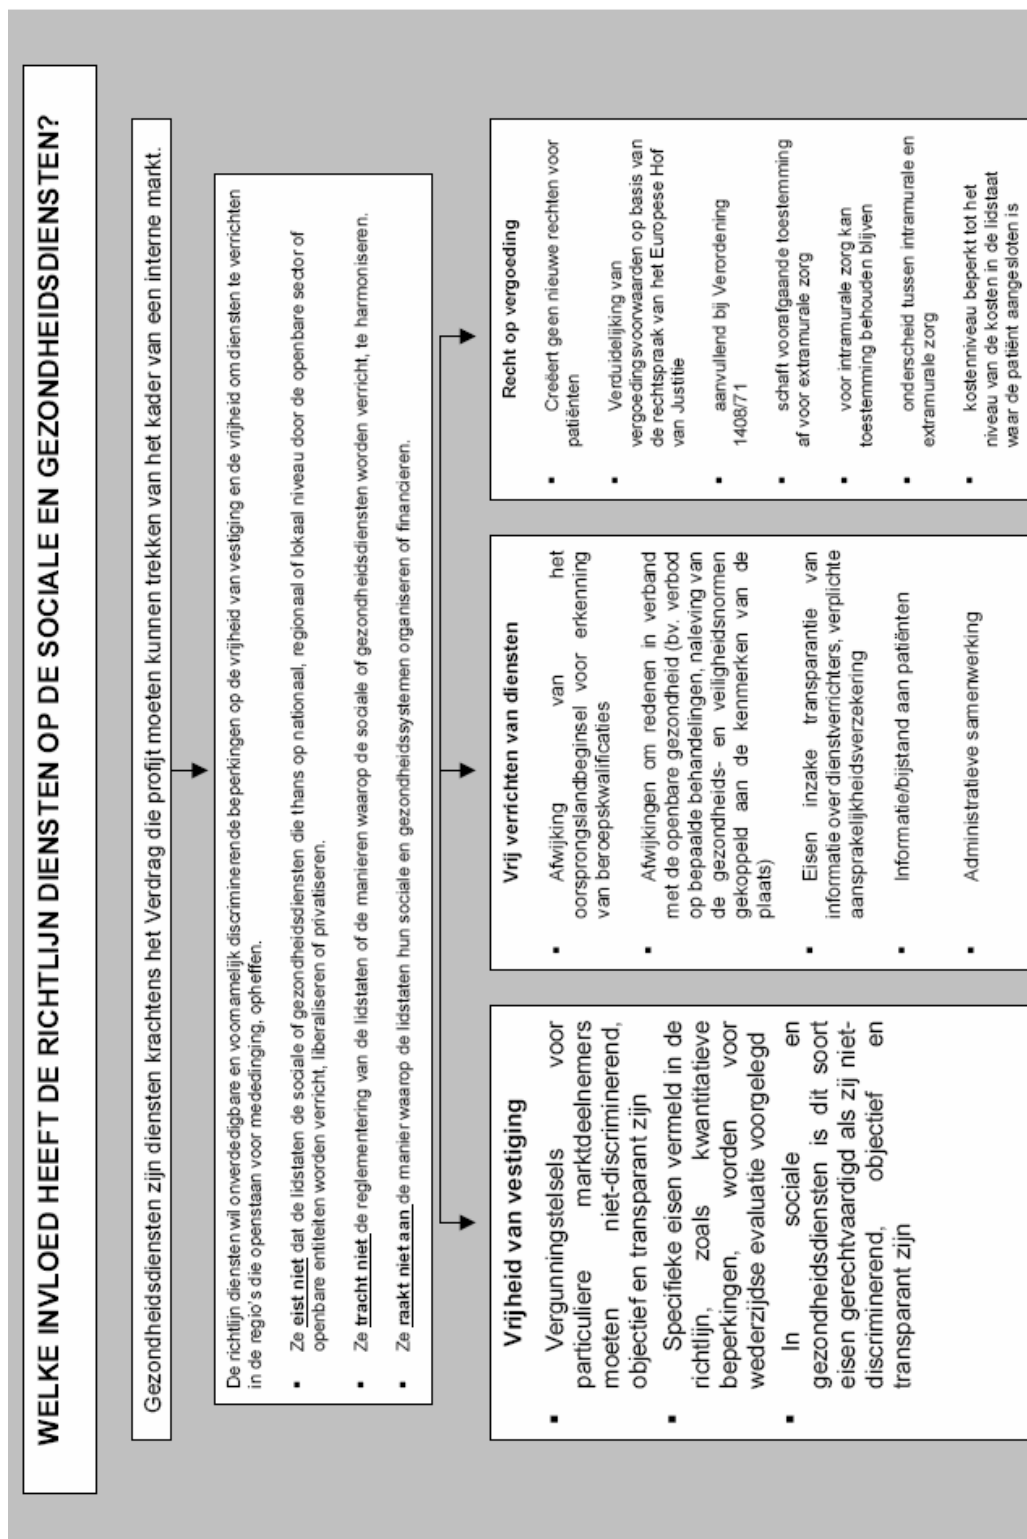 WELKE INVLOED HEEFT DE RICHTLIJN DIENSTEN OP DE SOCIALE EN GEZONDHEIDSDIENSTEN?
Gezondheidsdiensten zijn diensten krachtens het Verdrag die profijt moeten kunnen trekken van het kader van een interne markt.
De richtlijn diensten wil onverdedigbare en voornamelijk discriminerende beperkingen op de vrijheid van vestiging en de vrijheid om diensten te verrichten
in de regio's die openstaan voor mededinging, opheffen.
▪ Ze eist niet dat de lidstaten de sociale of gezondheidsdiensten die thans op nationaal, regionaal of lokaal niveau door de openbare sector of
openbare entiteiten worden verricht, liberaliseren of privatiseren.
▪ Ze tracht niet de reglementering van de lidstaten of de manieren waarop de sociale of gezondheidsdiensten worden verricht, te harmoniseren.
▪ Ze raakt niet aan de manier waarop de lidstaten hun sociale en gezondheidssystemen organiseren of financieren.
Vrijheid van vestiging
▪ Vergunningstelsels voor
particuliere marktdeelnemers
moeten niet-discriminerend,
objectief en transparant zijn
▪ Specifieke eisen vermeld in de
richtlijn, zoals kwantitatieve
beperkingen, worden voor
wederzijdse evaluatie voorgelegd
▪ In sociale en
gezondheidsdiensten is dit soort
eisen gerechtvaardigd als zij niet-
discriminerend, objectief en
transparant zijn
Vrij verrichten van diensten
▪ Afwijking van het
oorsprongslandbeginsel voor erkenning
van beroepskwalificaties
▪ Afwijkingen om redenen in verband
met de openbare gezondheid (bv. verbod
op bepaalde behandelingen, naleving van
de gezondheids- en veiligheidsnormen
gekoppeld aan de kenmerken van de
plaats)
▪ Eisen inzake transparantie van
informatie over dienstverrichters, verplichte
aansprakelijkheidsverzekering
▪ Informatie/bijstand aan patiënten
▪ Administratieve samenwerking
Recht op vergoeding
▪ Creëert geen nieuwe rechten voor
patiënten
▪ Verduidelijking van
vergoedingsvoorwaarden op basis van
de rechtspraak van het Europese Hof
van Justitie
▪ aanvullend bij Verordening
1408/71
▪ schaft voorafgaande toestemming
af voor extramurale zorg
▪ voor intramurale zorg kan
toestemming behouden blijven
▪ onderscheid tussen intramurale en
extramurale zorg
▪ kostenniveau beperkt tot het
niveau van de kosten in de lidstaat
waar de patiënt aangesloten is